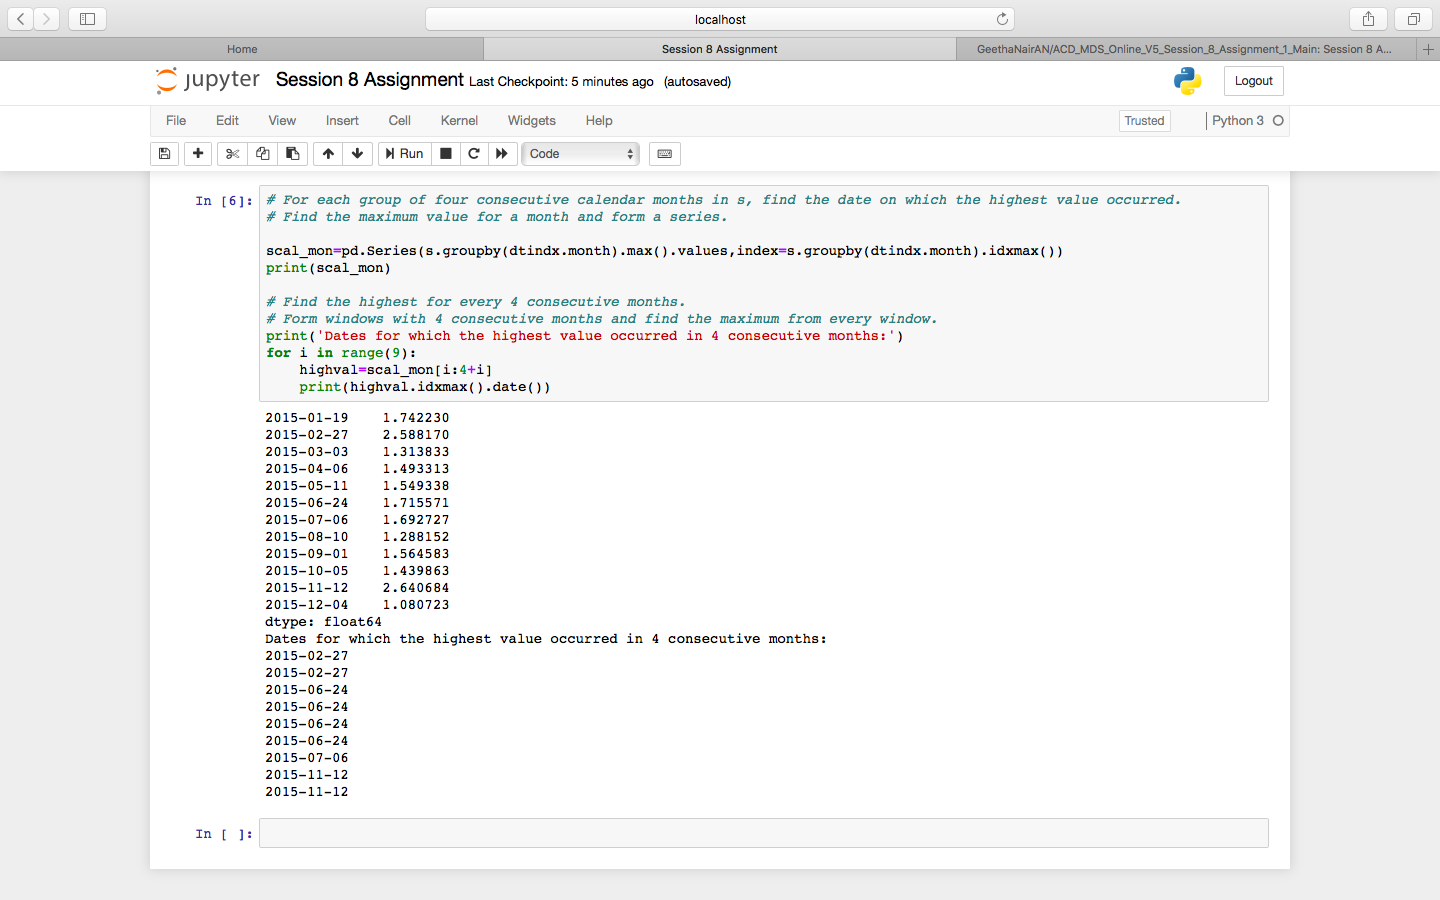 localhost
Home
Session 8 Assignment
GeethaNairAN/ACD_MDS_Online_V5_Session_8_Assignment_1_Main: Session 8 A...
jupyter Session 8 Assignment Last Checkpoint: 5 minutes ago (autosaved)
Logout
File Edit View Insert Cell Kernel Widgets Help
Trusted
Python 3
Run
Code
In [6]:
# For each group of four consecutive calendar months in s, find the date on which the highest value occurred.
# Find the maximum value for a month and form a series.
scal_mon=pd.Series(s.groupby(dtindx.month).max().values,index=s.groupby(dtindx.month).idxmax())
print(scal_mon)
# Find the highest for every 4 consecutive months.
# Form windows with 4 consecutive months and find the maximum from every window.
print('Dates for which the highest value occurred in 4 consecutive months:')
for i in range(9):
    highval=scal_mon[i:4+i]
    print(highval.idxmax().date())
2015-01-19    1.742230
2015-02-27    2.588170
2015-03-03    1.313833
2015-04-06    1.493313
2015-05-11    1.549338
2015-06-24    1.715571
2015-07-06    1.692727
2015-08-10    1.288152
2015-09-01    1.564583
2015-10-05    1.439863
2015-11-12    2.640684
2015-12-04    1.080723
dtype: float64
Dates for which the highest value occurred in 4 consecutive months:
2015-02-27
2015-02-27
2015-06-24
2015-06-24
2015-06-24
2015-06-24
2015-07-06
2015-11-12
2015-11-12
In [ ]: